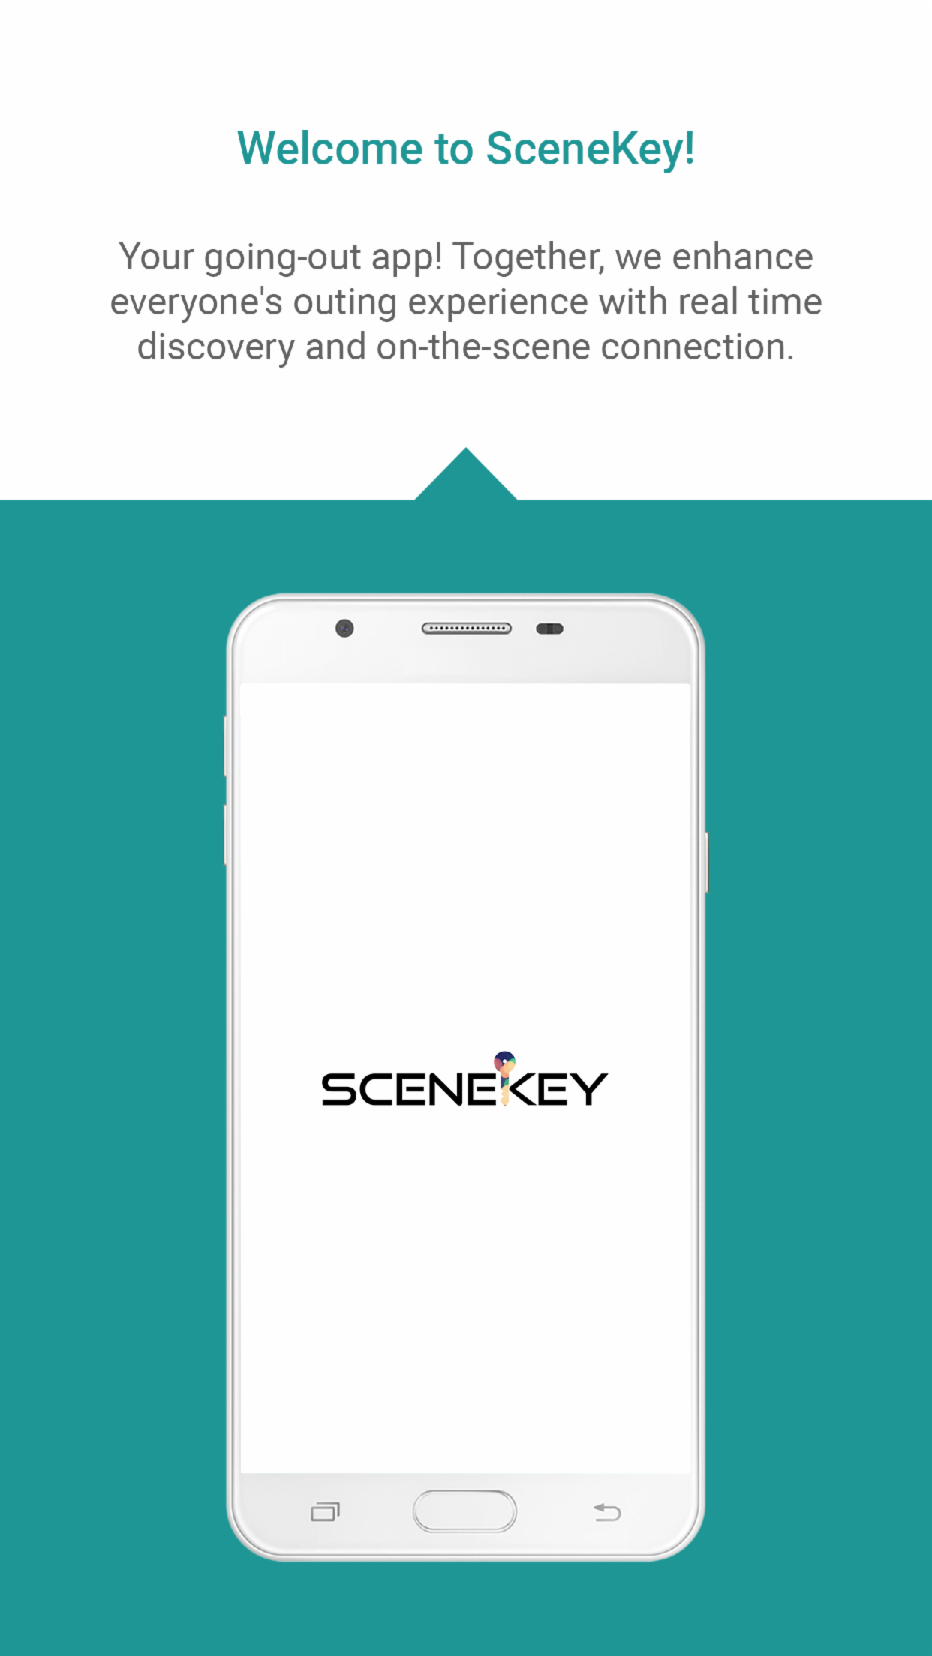 Welcome to SceneKey!
Your going-out app! Together, we enhance
everyone's outing experience with real time
discovery and on-the-scene connection.
SCENEKEY